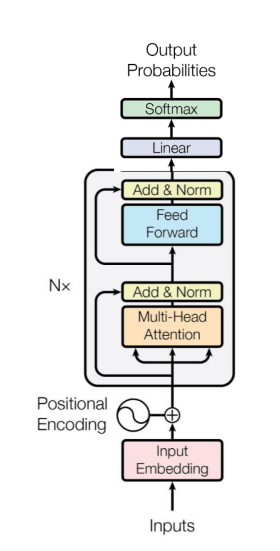 Output
Probabilities
Softmax
Linear
Add & Norm
Feed
Forward
Add & Norm
Multi-Head
Attention
N×
Positional
Encoding
Input
Embedding
Inputs